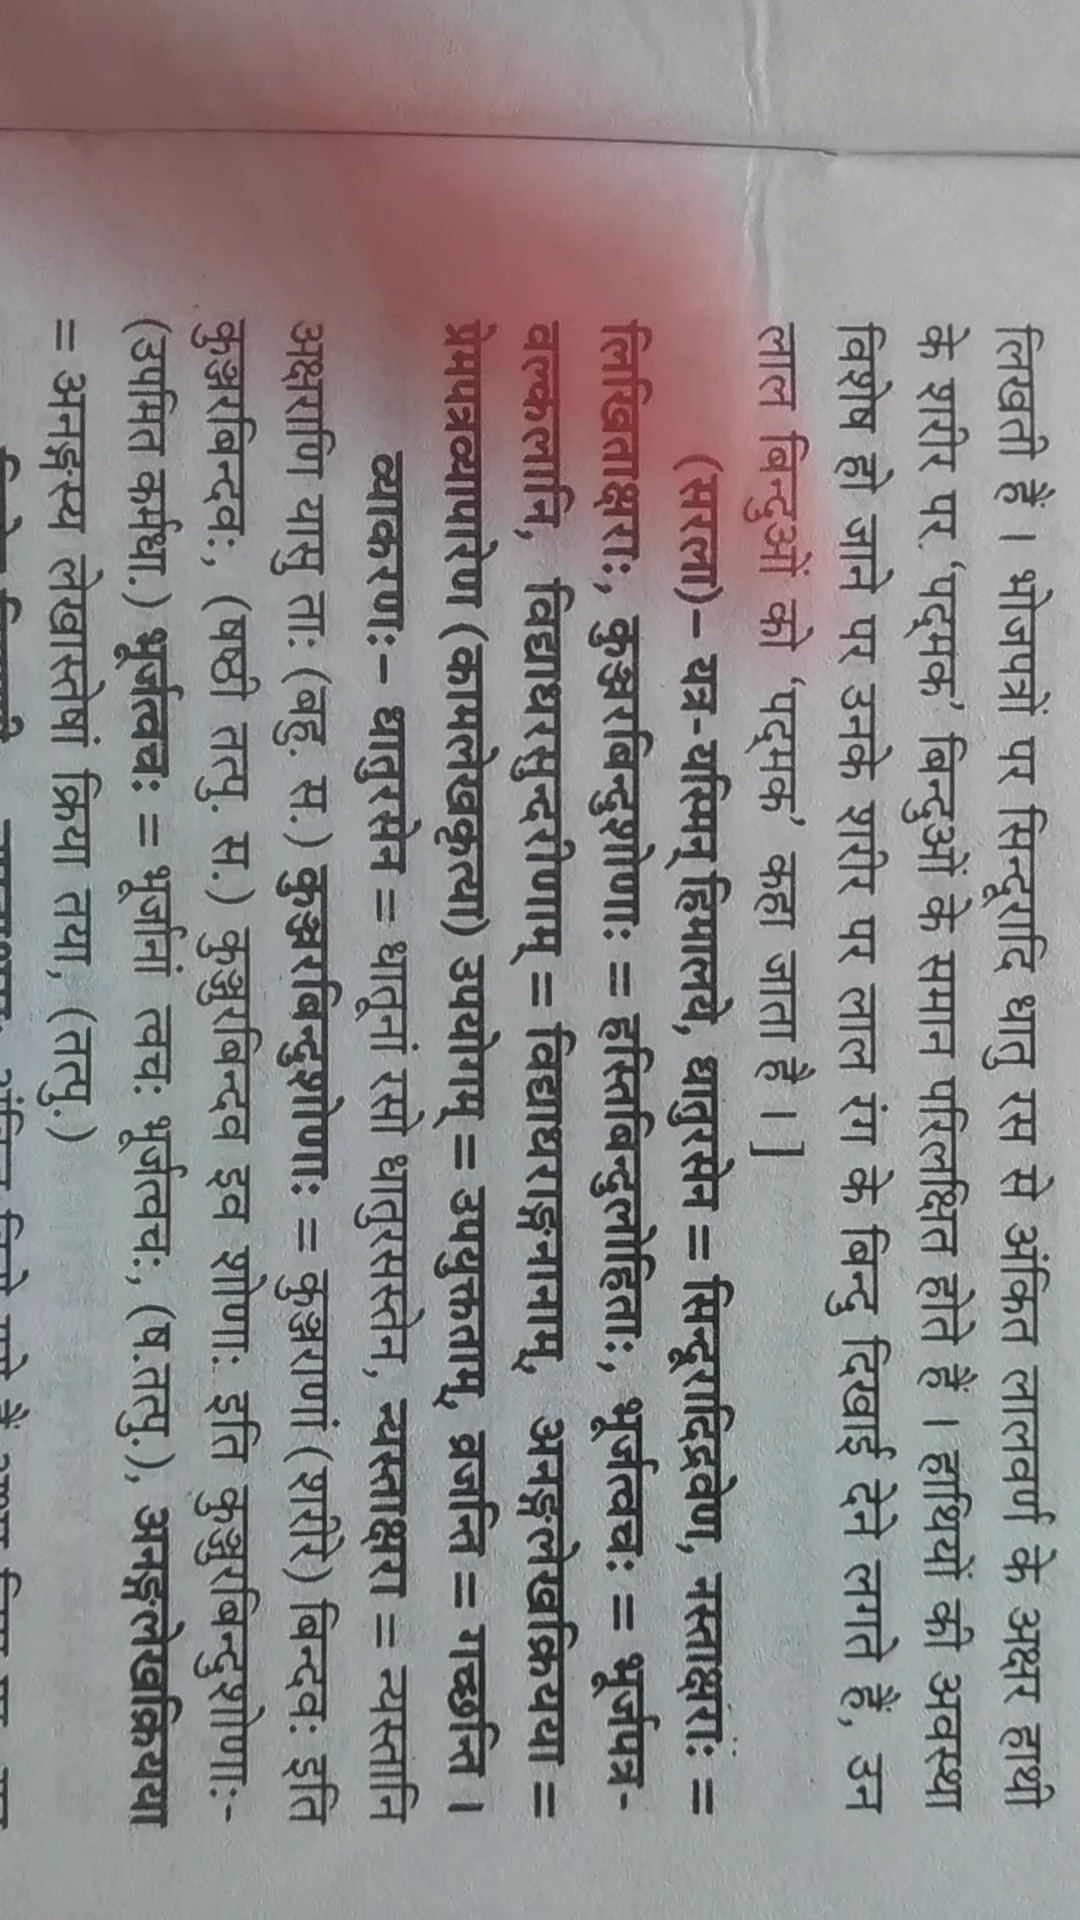 लिखती हैं। भोजपत्रों पर सिन्दूरादि धातु रस से अंकित लालवर्ण के अक्षर हाथी
के शरीर पर 'पद्मक' बिन्दुओं के समान परिलक्षित होते हैं। हाथियों की अवस्था
विशेष हो जाने पर उनके शरीर पर लाल रंग के बिन्दु दिखाई देने लगते हैं, उन
लाल बिन्दुओं को 'पद्मक' कहा जाता है।]
(सरला)– यत्र-यस्मिन् हिमालये, धातुरसेन = सिन्दूरादिद्रवेण, नस्ताक्षराः =
लिखिताक्षराः, कुञ्जरबिन्दुशोणाः = हस्तिबिन्दुलोहिताः, भूर्जत्वचः = भूर्जपत्र-
वल्कलानि, विद्याधरसुन्दरीणाम् = विद्याधराङ्गनानाम्, अनङ्गलेखक्रियया =
प्रेमपत्रव्यापारेण (कामलेखकृत्या) उपयोगम् = उपयुक्तताम्, व्रजन्ति = गच्छन्ति।
व्याकरणः– धातुरसेन = धातूनां रसो धातुरसस्तेन, न्यस्ताक्षरा = न्यस्तानि
अक्षराणि यासु ताः (बहु. स.) कुञ्जरबिन्दुशोणाः = कुञ्जराणां (शरीरे) बिन्दवः इति
कुञ्जरबिन्दवः, (षष्ठी तत्पु. स.) कुञ्जरबिन्दव इव शोणाः इति कुञ्जरबिन्दुशोणाः-
(उपमित कर्मधा.) भूर्जत्वचः = भूर्जानां त्वचः भूर्जत्वचः, (ष.तत्पु.), अनङ्गलेखक्रियया
= अनङ्गस्य लेखास्तेषां क्रिया तया, (तत्पु.)